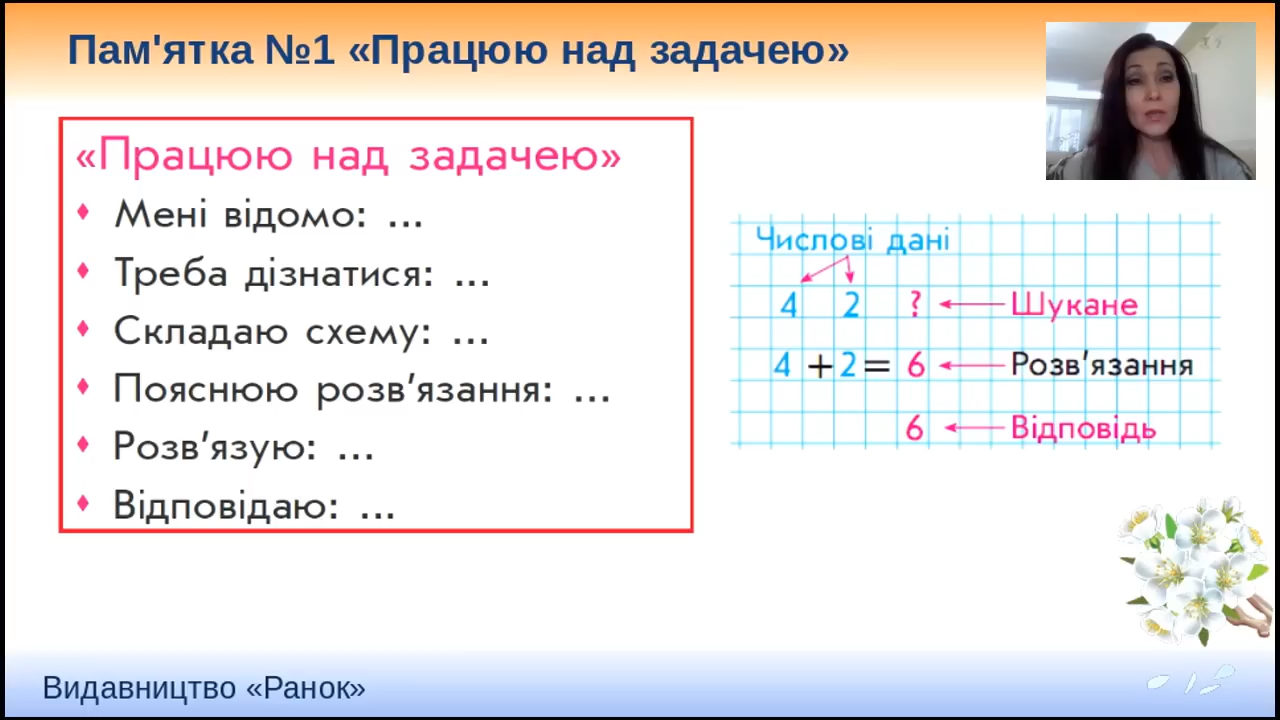 Пам'ятка №1 «Працюю над задачею»
«Працюю над задачею»
Мені відомо: ...
Треба дізнатися: ...
Складаю схему: ...
Пояснюю розв’язання: ...
Розв’язую: ...
Відповідаю: ...
Числові дані
4 2 ? Шукане
4 + 2 = 6 Розв’язання
6 Відповідь
Видавництво «Ранок»